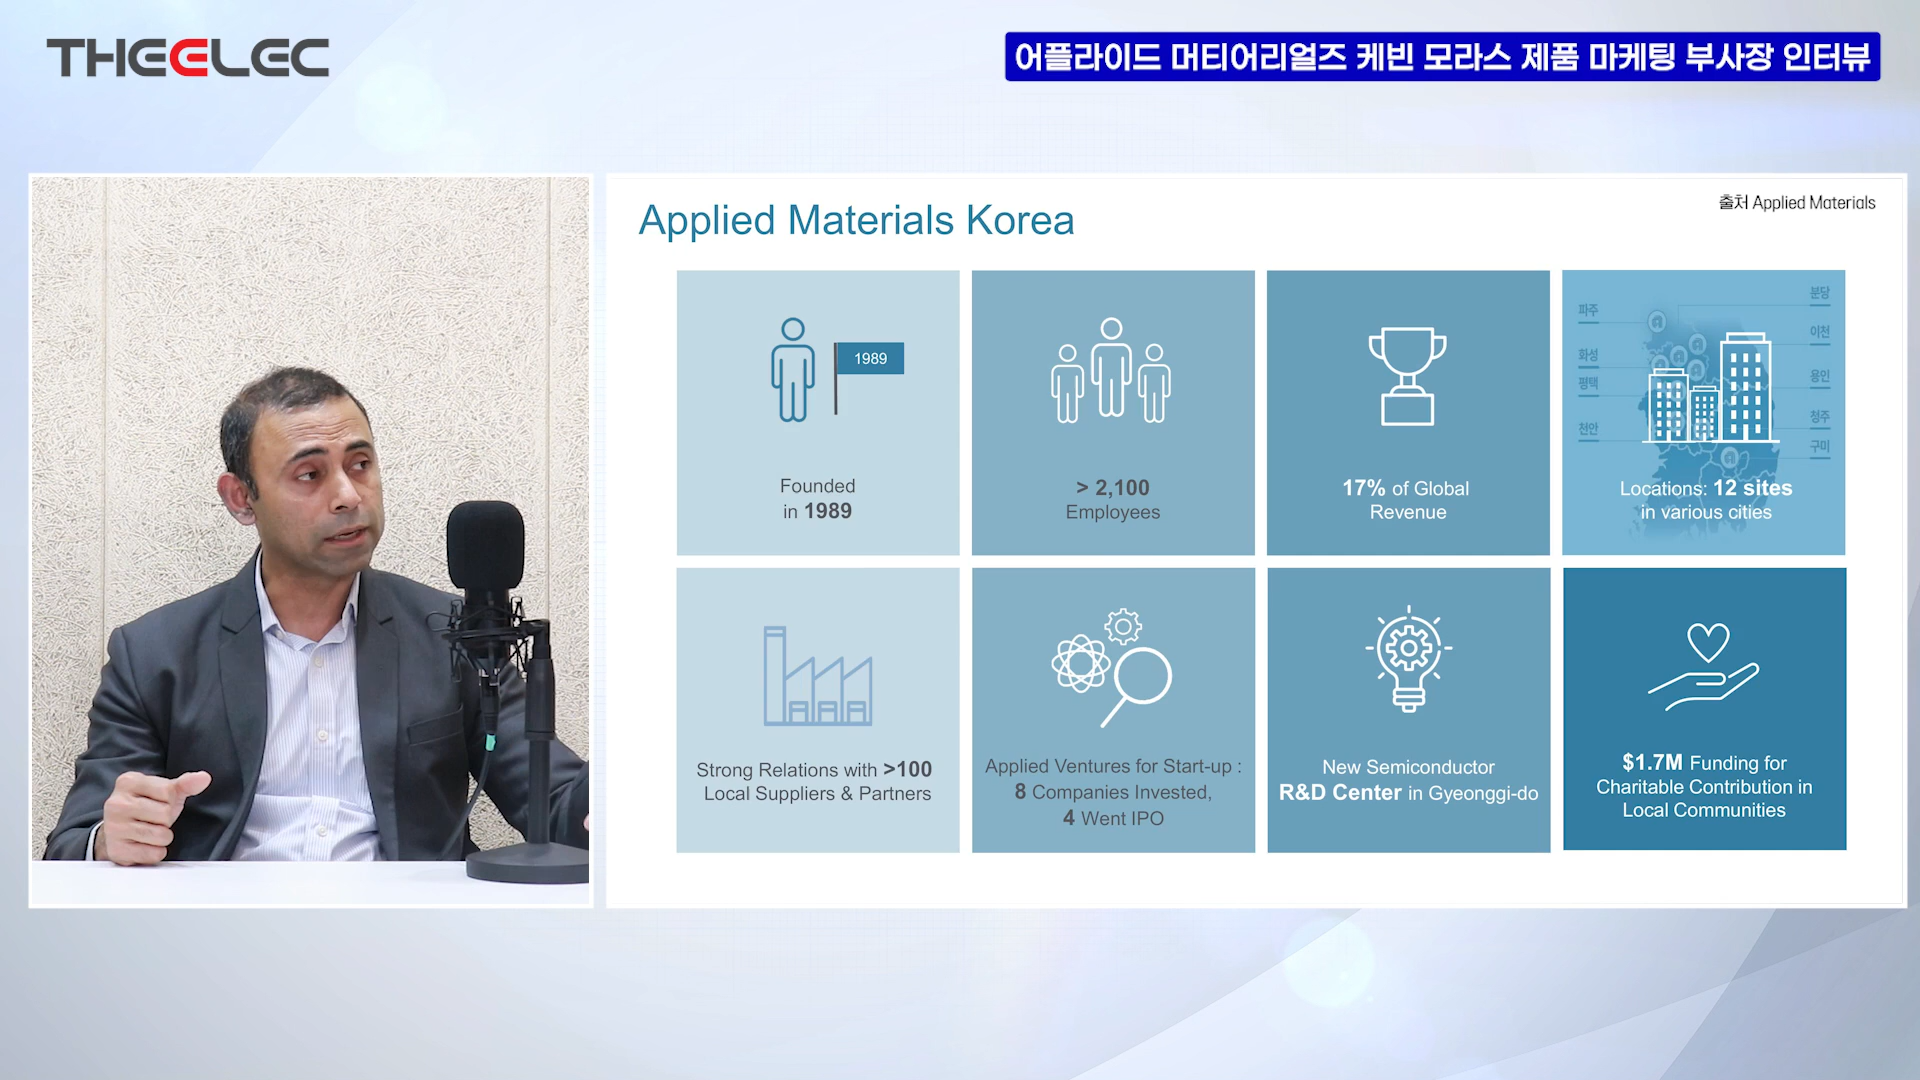 THEELEC
어플라이드 머티어리얼즈 케빈 모라스 제품 마케팅 부사장 인터뷰
출처 Applied Materials
Applied Materials Korea
1989
Founded
in 1989
> 2,100
Employees
17% of Global
Revenue
파주
화성
평택
천안
분당
이천
용인
청주
구미
Locations: 12 sites
in various cities
Strong Relations with >100
Local Suppliers & Partners
Applied Ventures for Start-up :
8 Companies Invested,
4 Went IPO
New Semiconductor
R&D Center in Gyeonggi-do
$1.7M Funding for
Charitable Contribution in
Local Communities